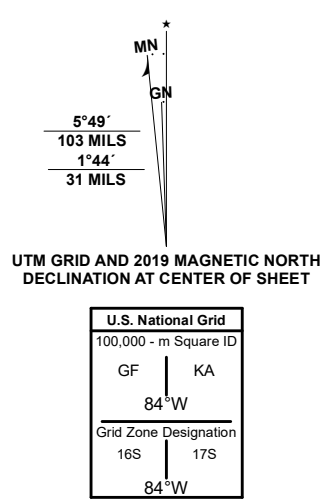 MN
GN
5°49´
103 MILS
1°44´
31 MILS
UTM GRID AND 2019 MAGNETIC NORTH
DECLINATION AT CENTER OF SHEET
U.S. National Grid
100,000 - m Square ID
GF KA
84°W
Grid Zone Designation
16S 17S
84°W